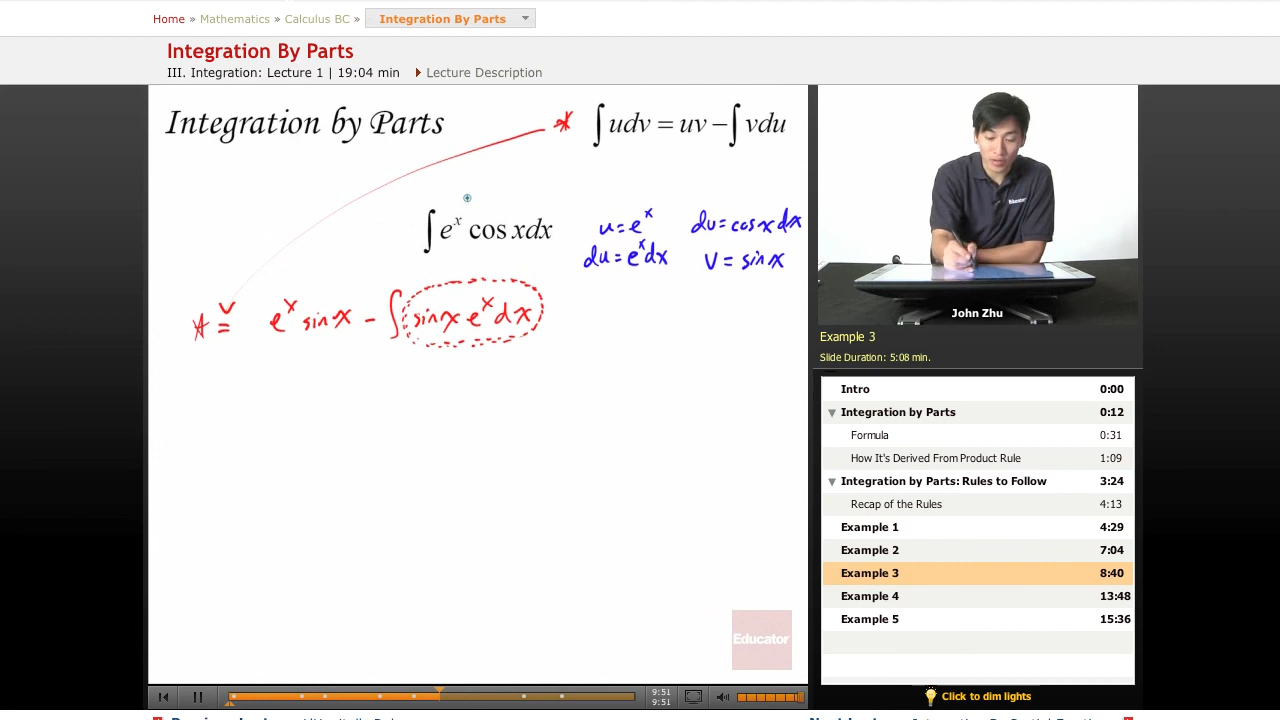 Home » Mathematics » Calculus BC » Integration By Parts
Integration By Parts
III. Integration: Lecture 1 | 19:04 min Lecture Description
Integration by Parts * ∫udv = uv − ∫vdu
∫e^x cos xdx u = e^x du = cosx dx
du = e^x dx v = sinx
* = e^x sinx - ∫ sinx e^x dx
Educator
John Zhu
Example 3
Slide Duration: 5:08 min.
Intro 0:00
Integration by Parts 0:12
Formula 0:31
How It's Derived From Product Rule 1:09
Integration by Parts: Rules to Follow 3:24
Recap of the Rules 4:13
Example 1 4:29
Example 2 7:04
Example 3 8:40
Example 4 13:48
Example 5 15:36
9:51
9:51
Click to dim lights